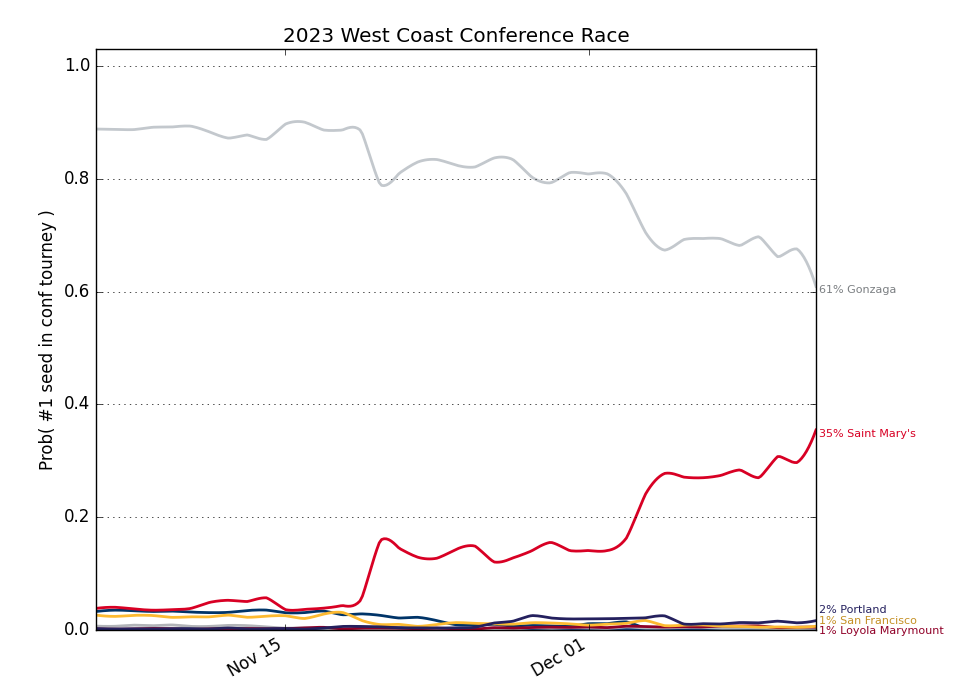 2023 West Coast Conference Race
Prob( #1 seed in conf tourney )
1.0
0.8
0.6
0.4
0.2
0.0
Nov 15
Dec 01
61% Gonzaga
35% Saint Mary's
2% Portland
1% San Francisco
1% Loyola Marymount